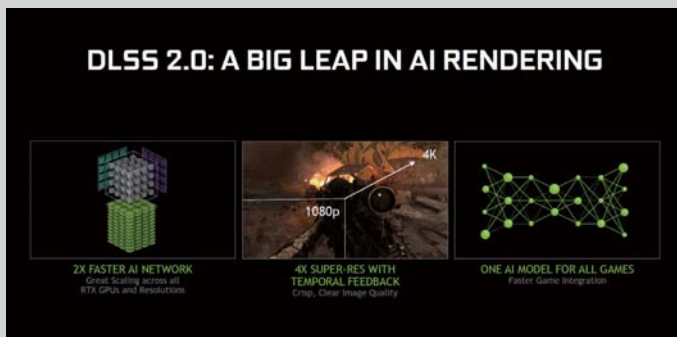 DLSS 2.0: A BIG LEAP IN AI RENDERING
4K
1080p
2X FASTER AI NETWORK
Great Scaling across all
RTX GPUs and Resolutions
4X SUPER-RES WITH
TEMPORAL FEEDBACK
Crisp, Clear Image Quality
ONE AI MODEL FOR ALL GAMES
Faster Game Integration